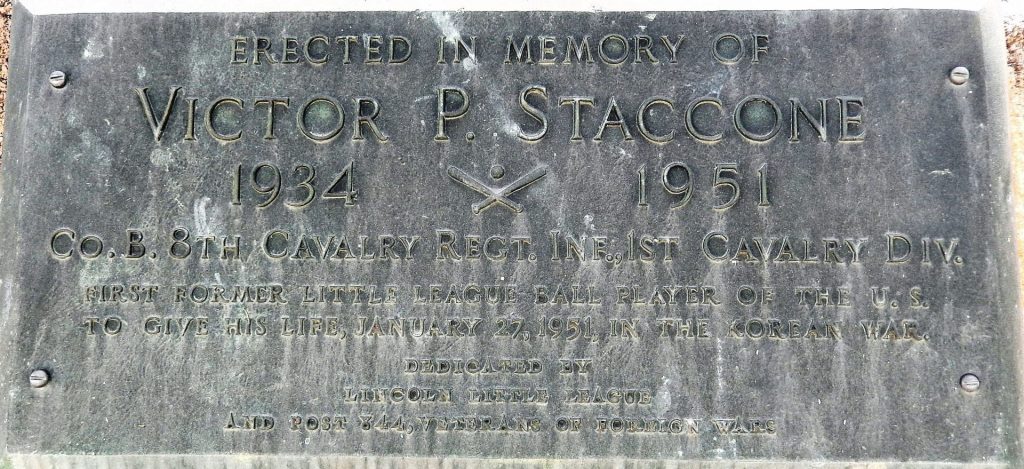 ERECTED IN MEMORY OF
VICTOR P. STACCONE
1934 1951
CO. B. 8TH CAVALRY REGT. INF., 1ST CAVALRY DIV.
FIRST FORMER LITTLE LEAGUE BALL PLAYER OF THE U. S.
TO GIVE HIS LIFE, JANUARY 27, 1951, IN THE KOREAN WAR.
DEDICATED BY
LINCOLN LITTLE LEAGUE
AND POST 844, VETERANS OF FOREIGN WARS